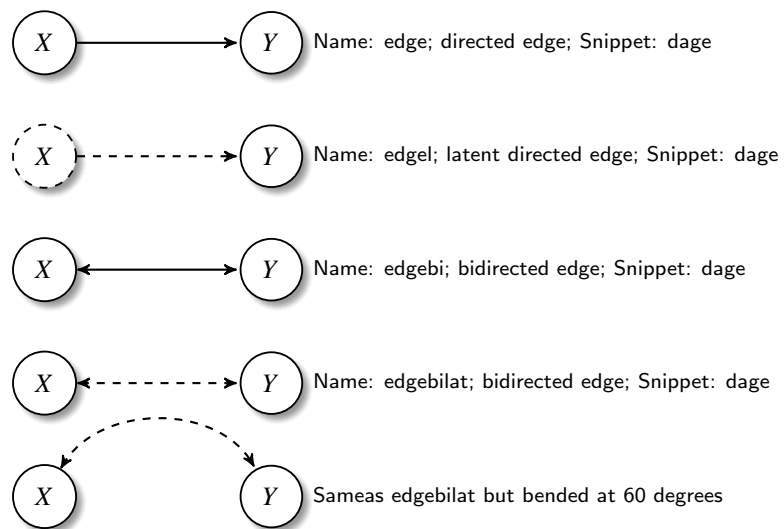 X Y Name: edge; directed edge; Snippet: dage
X Y Name: edgel; latent directed edge; Snippet: dage
X Y Name: edgebi; bidirected edge; Snippet: dage
X Y Name: edgebilat; bidirected edge; Snippet: dage
X Y Sameas edgebilat but bended at 60 degrees